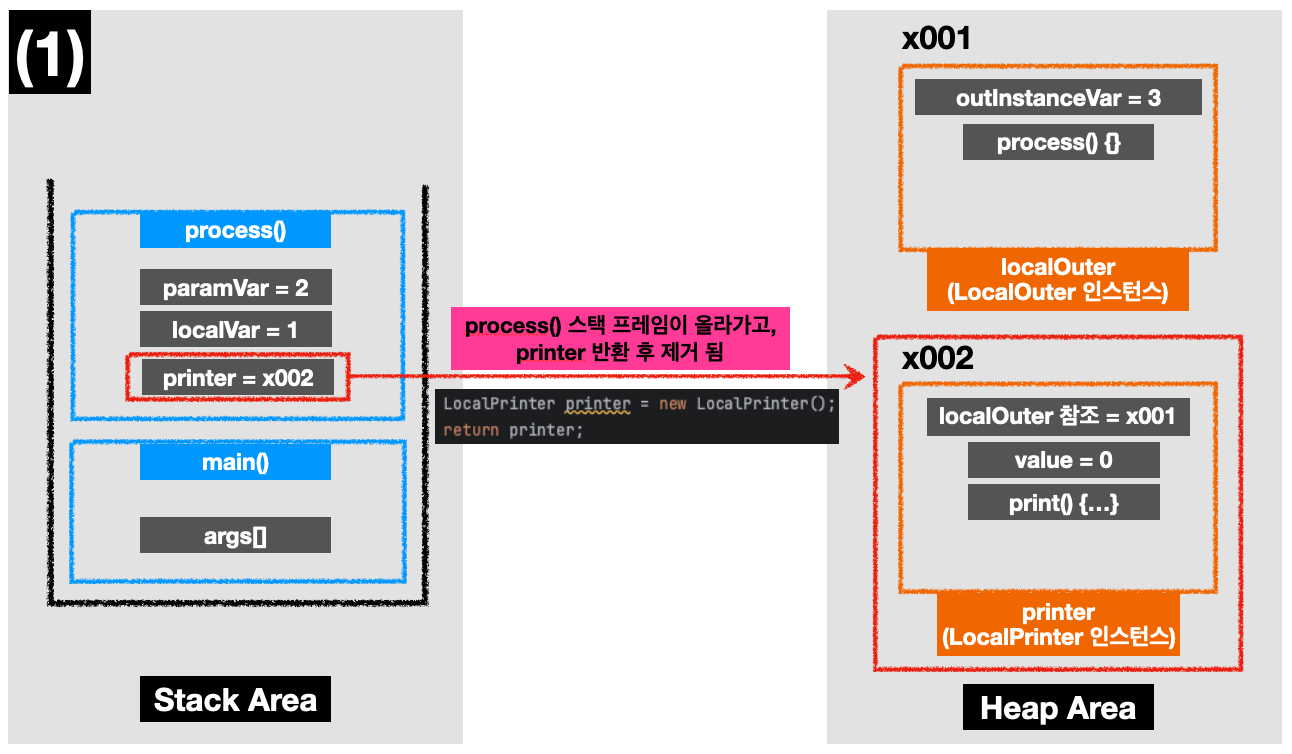 (1)
process()
paramVar = 2
localVar = 1
printer = x002
main()
args[]
Stack Area
process() 스택 프레임이 올라가고,
printer 반환 후 제거 됨
LocalPrinter printer = new LocalPrinter();
return printer;
x001
outInstanceVar = 3
process() {}
localOuter
(LocalOuter 인스턴스)
x002
localOuter 참조 = x001
value = 0
print() {...}
printer
(LocalPrinter 인스턴스)
Heap Area